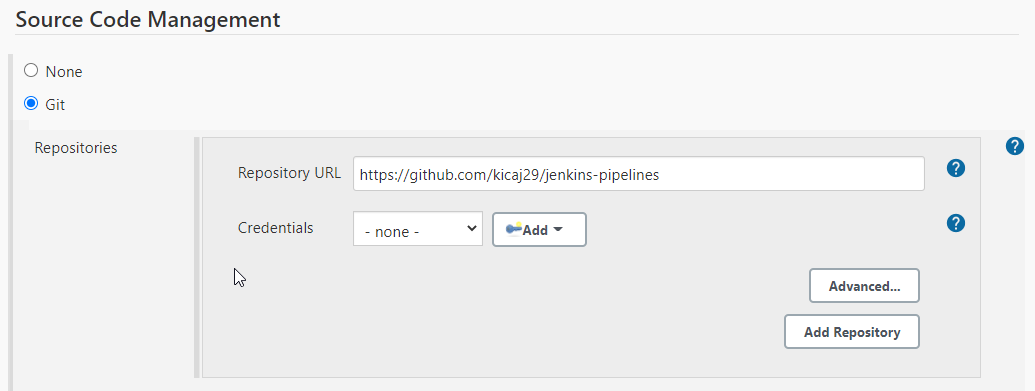 Source Code Management
None
Git
Repositories
?
Repository URL https://github.com/kicaj29/jenkins-pipelines ?
Credentials - none - Add ?
Advanced...
Add Repository